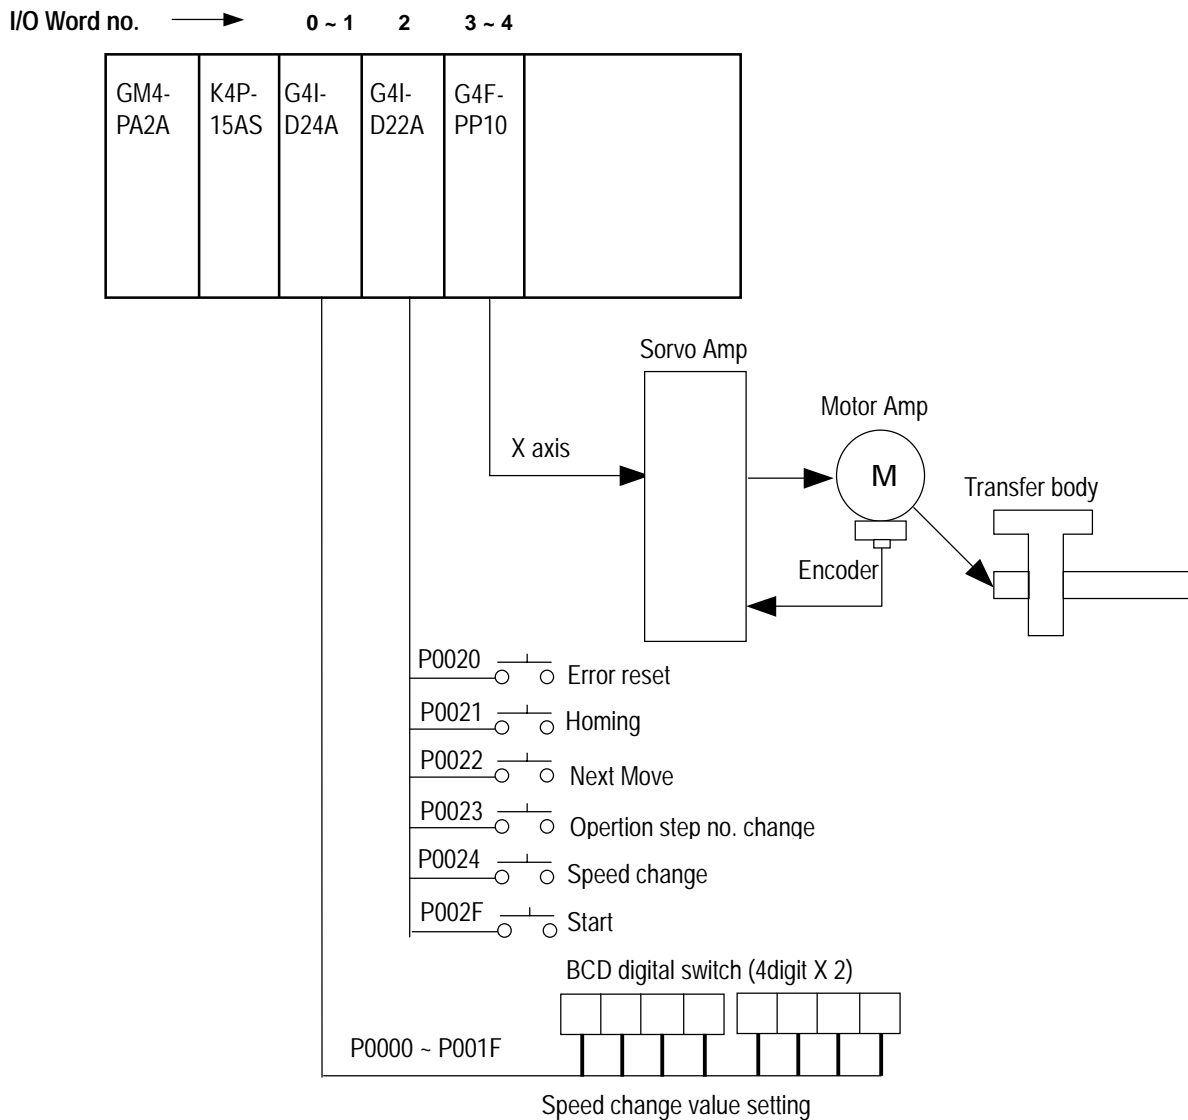 I/O Word no. 0 ~ 1 2 3 ~ 4
GM4- K4P- G4I- G4I- G4F-
PA2A 15AS D24A D22A PP10
Sorvo Amp
Motor Amp
X axis
M
Transfer body
Encoder
P0020 Error reset
P0021 Homing
P0022 Next Move
P0023 Opertion step no. change
P0024 Speed change
P002F Start
BCD digital switch (4digit X 2)
P0000 ~ P001F
Speed change value setting